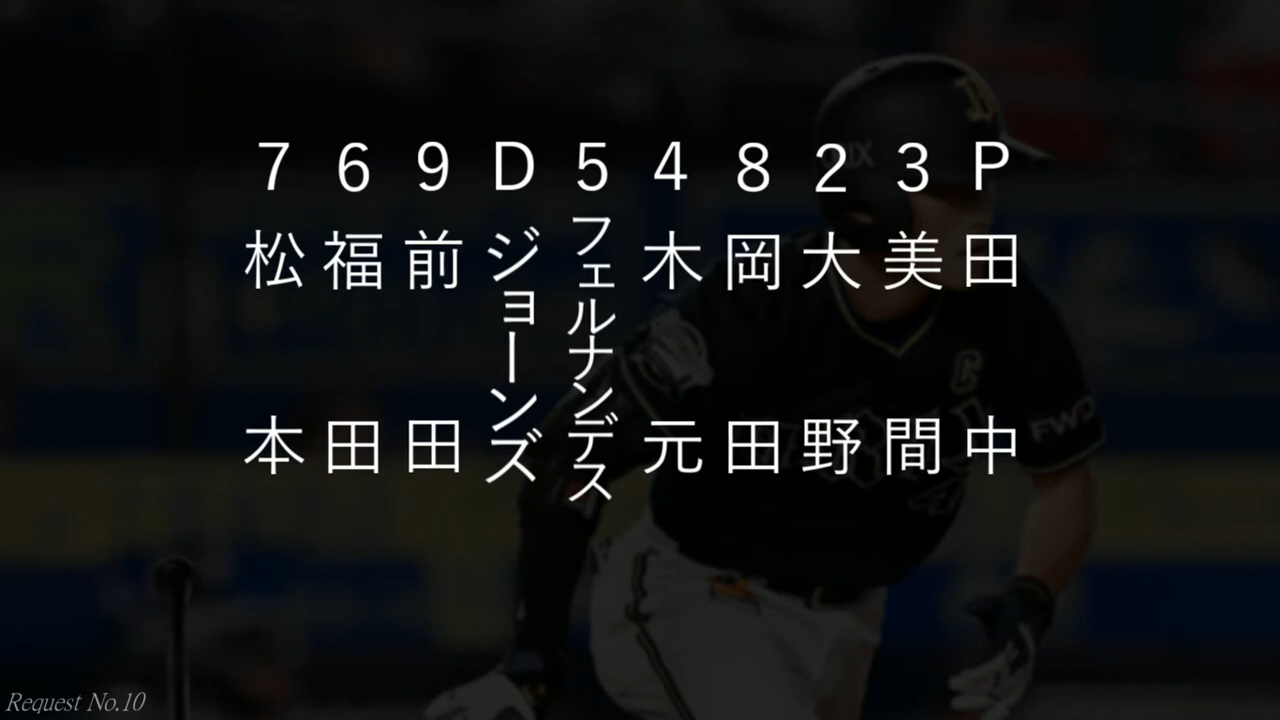 7 6 9 D 5 4 8 2 3 P
松本
福田
前田
ジョーンズ
フェルナンデス
木元
岡田
大野
美間
田中
C
FWD
Request No.10